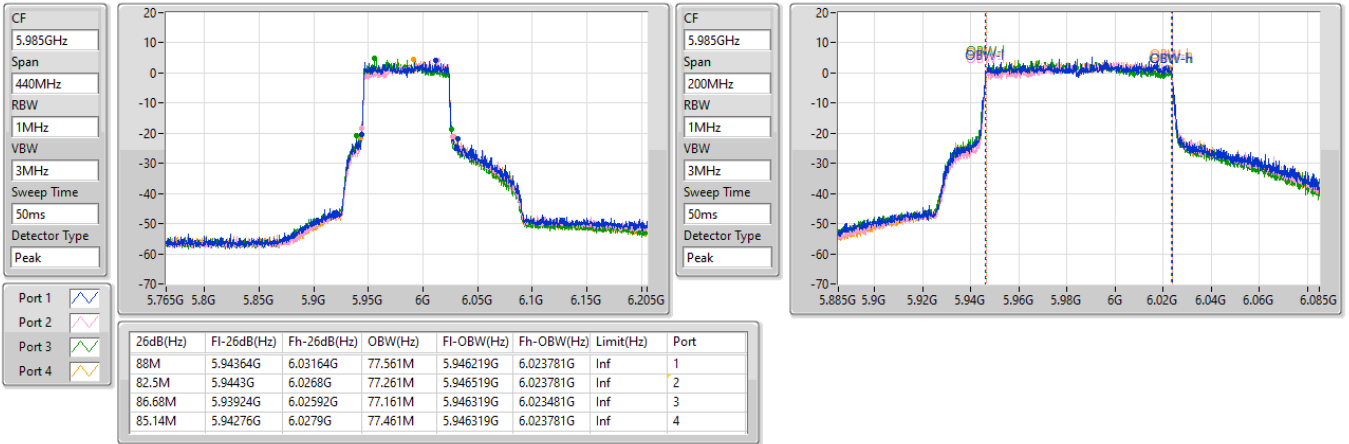 CF
5.985GHz
Span
440MHz
RBW
1MHz
VBW
3MHz
Sweep Time
50ms
Detector Type
Peak
20
10
0
-10
-20
-30
-40
-50
-60
-70
5.765G 5.8G 5.85G 5.9G 5.95G 6G 6.05G 6.1G 6.15G 6.205G
CF
5.985GHz
Span
200MHz
RBW
1MHz
VBW
3MHz
Sweep Time
50ms
Detector Type
Peak
20
10
0
-10
-20
-30
-40
-50
-60
-70
OBW-l
OBW-h
5.885G 5.9G 5.92G 5.94G 5.96G 5.98G 6G 6.02G 6.04G 6.06G 6.085G
Port 1
Port 2
Port 3
Port 4
26dB(Hz) Fl-26dB(Hz) Fh-26dB(Hz) OBW(Hz) Fl-OBW(Hz) Fh-OBW(Hz) Limit(Hz) Port
88M 5.94364G 6.03164G 77.561M 5.946219G 6.023781G Inf 1
82.5M 5.9443G 6.0268G 77.261M 5.946519G 6.023781G Inf 2
86.68M 5.93924G 6.02592G 77.161M 5.946319G 6.023481G Inf 3
85.14M 5.94276G 6.0279G 77.461M 5.946319G 6.023781G Inf 4